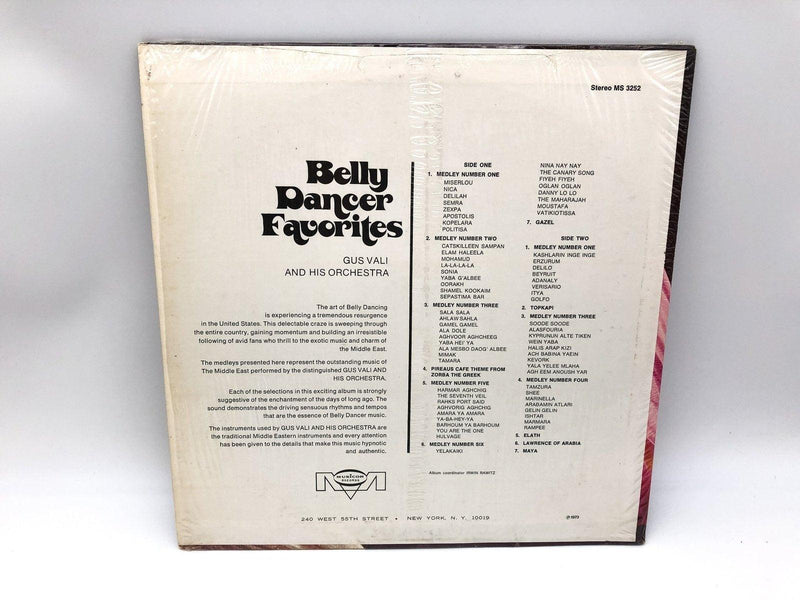 Stereo MS 3252
Belly
Dancer
Favorites
GUS VALI
AND HIS ORCHESTRA
The art of Belly Dancing
is experiencing a tremendous resurgence
in the United States. This delectable craze is sweeping through
the entire country, gaining momentum and building an irresistible
following of avid fans who thrill to the exotic music and charm of
the Middle East.
The medleys presented here represent the outstanding music of
The Middle East performed by the distinguished GUS VALI AND
HIS ORCHESTRA.
Each of the selections in this exciting album is strongly
suggestive of the enchantment of the days of long ago. The
sound demonstrates the driving sensuous rhythms and tempos
that are the essence of Belly Dancer music.
The instruments used by GUS VALI AND HIS ORCHESTRA are
the traditional Middle Eastern instruments and every attention
has been given to the details that make this music hypnotic
and authentic.
SIDE ONE
1. MEDLEY NUMBER ONE
MISERLOU
NICA
DELILAH
SEMRA
ZEXPA
APOSTOLIS
KOPELARA
POLITISA
2. MEDLEY NUMBER TWO
CATSKILLEEN SAMPAN
ELAM HALEELA
MOHAMUD
LA-LA-LA-LA
SONIA
YABA G'ALBEE
OORAKH
SHAMEL KOOKAIM
SEPASTIMA BAR
3. MEDLEY NUMBER THREE
SALA SALA
AHLAW SAHLA
GAMEL GAMEL
ALA DOLE
AGHVOOR AGHCHEEG
YABA HEY YA
ALA MESBO DAOG' ALBEE
MIMAK
TAMARA
4. PIREAUS CAFE THEME FROM
ZORBA THE GREEK
5. MEDLEY NUMBER FIVE
HARMAR AGHCHIG
THE SEVENTH VEIL
RAHKS PORT SAID
AGHVORIG AGHCHIG
AMARA YA AMARA
YA-BA-HEY-YA
BARHOUM YA BARHOUM
YOU ARE THE ONE
HULVAGE
6. MEDLEY NUMBER SIX
YELAKAIKI
NINA NAY NAY
THE CANARY SONG
FIYEH FIYEH
OGLAN OGLAN
DANNY LO LO
THE MAHARAJAH
MOUSTAFA
VATIKIOTISSA
7. GAZEL
SIDE TWO
1. MEDLEY NUMBER ONE
KASHLARIN INGE INGE
ERZURUM
DELILO
BEYRUIT
ADANALY
VERISATO
ITYA
GOLFO
2. TOPKAPI
3. MEDLEY NUMBER THREE
SOODE SOODE
ALASFOURIA
KYPRUNUN ALTE TIKEN
WEIN YABA
HALIS ARAP KIZI
ACH BABINA YAEIN
KEVORK
YALA YELEE MLAHA
AGH EEM ANOUSH YAR
4. MEDLEY NUMBER FOUR
TAMZURA
SHEE
MARINELLA
ARABAMIN ATLARI
GELIN GELIN
ISHTAR
MARMARA
RAMPEE
5. ELATH
6. LAWRENCE OF ARABIA
7. MAYA
Album coordinator IRWIN RAWITZ
MUSICOR
RECORDS
240 WEST 55TH STREET • NEW YORK, N. Y. 10019
℗ 1973